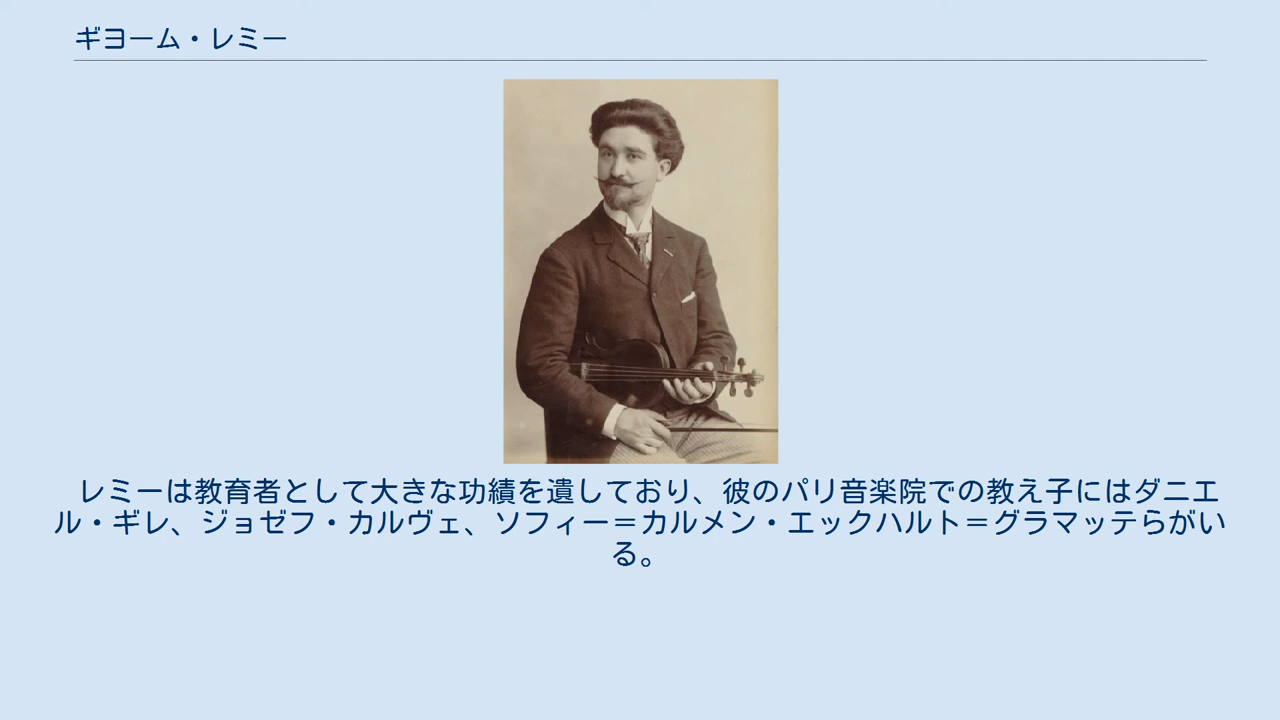 ギヨーム・レミー
レミーは教育者として大きな功績を遺しており、彼のパリ音楽院での教え子にはダニエ
ル・ギレ、ジョゼフ・カルヴェ、ソフィー＝カルメン・エックハルト＝グラマッテらがい
る。